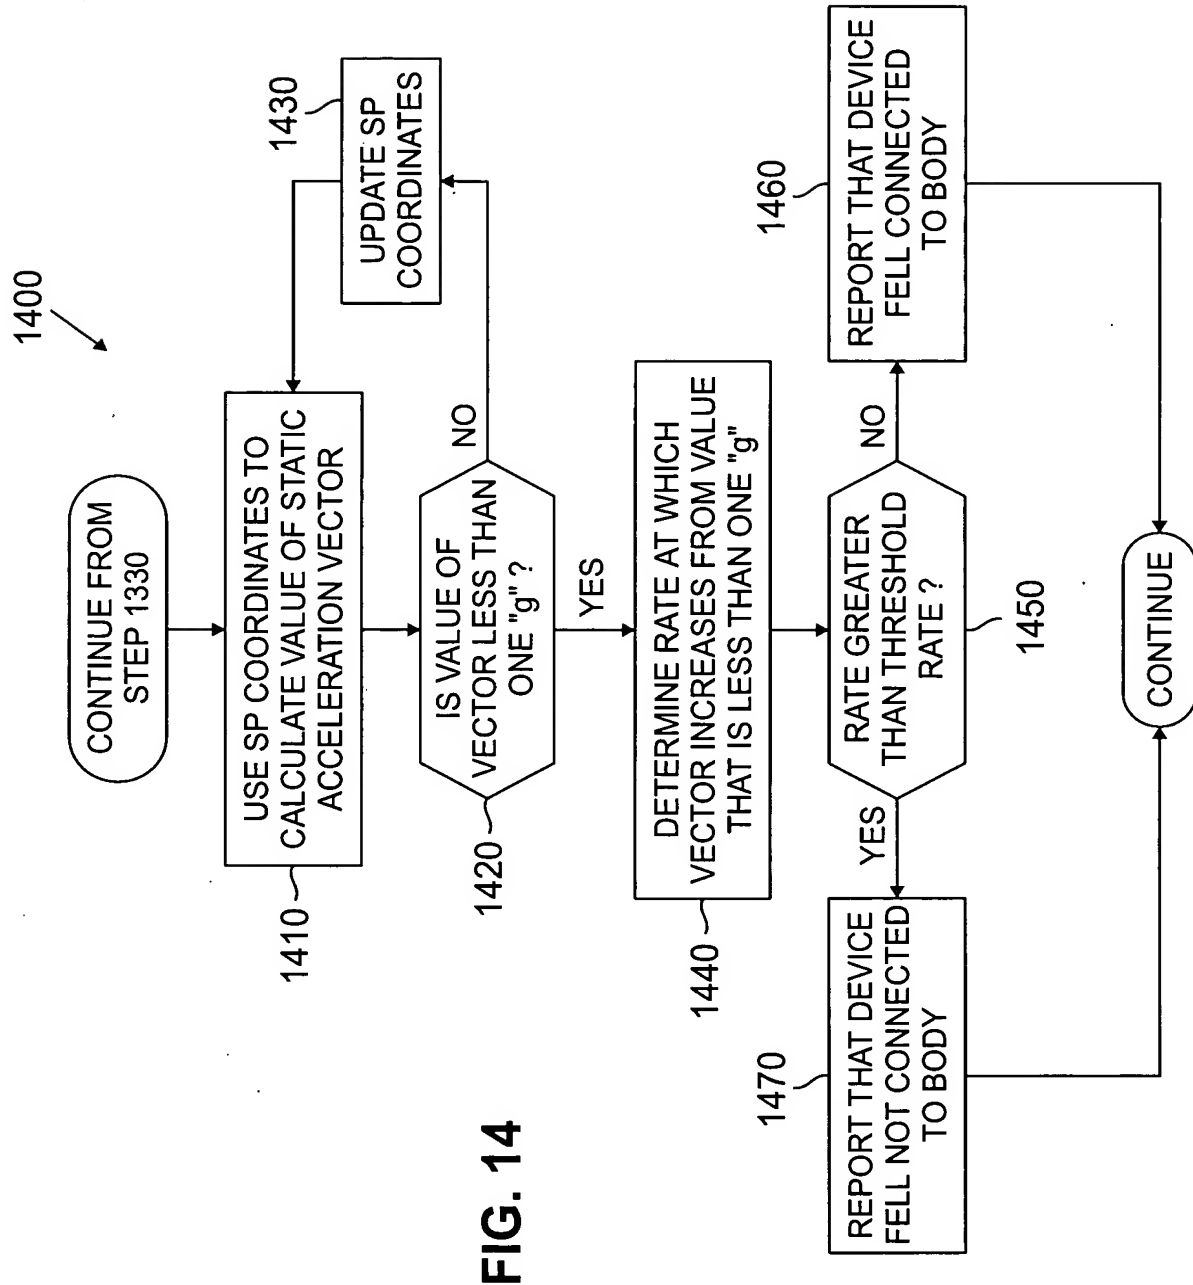 1400
CONTINUE FROM
STEP 1330
USE SP COORDINATES TO
CALCULATE VALUE OF STATIC
ACCELERATION VECTOR
1410
UPDATE SP
COORDINATES
1430
IS VALUE OF
VECTOR LESS THAN
ONE "g" ?
1420
NO
YES
DETERMINE RATE AT WHICH
VECTOR INCREASES FROM VALUE
THAT IS LESS THAN ONE "g"
1440
RATE GREATER
THAN THRESHOLD
RATE ?
1450
YES
NO
REPORT THAT DEVICE
FELL NOT CONNECTED
TO BODY
1470
REPORT THAT DEVICE
FELL CONNECTED
TO BODY
1460
CONTINUE
FIG. 14